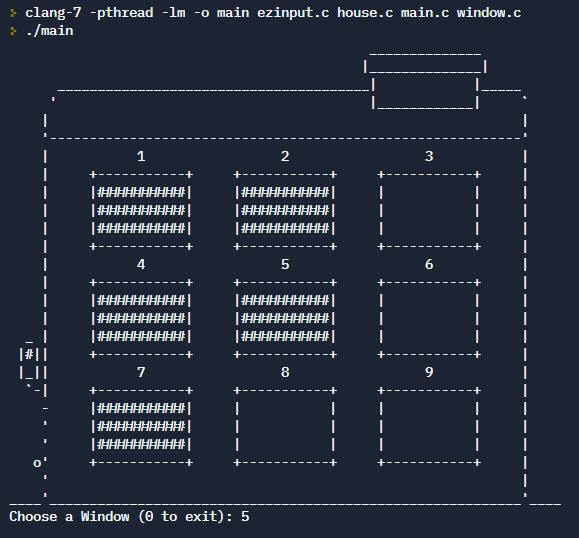 > clang-7 -pthread -lm -o main ezinput.c house.c main.c window.c
> ./main
1 2 3
|###########| |###########| | |
|###########| |###########| | |
|###########| |###########| | |
4 5 6
|###########| |###########| | |
|###########| |###########| | |
|###########| |###########| | |
|#||
7 8 9
|###########| | | | |
|###########| | | | |
|###########| | | | |
o'
Choose a Window (0 to exit): 5